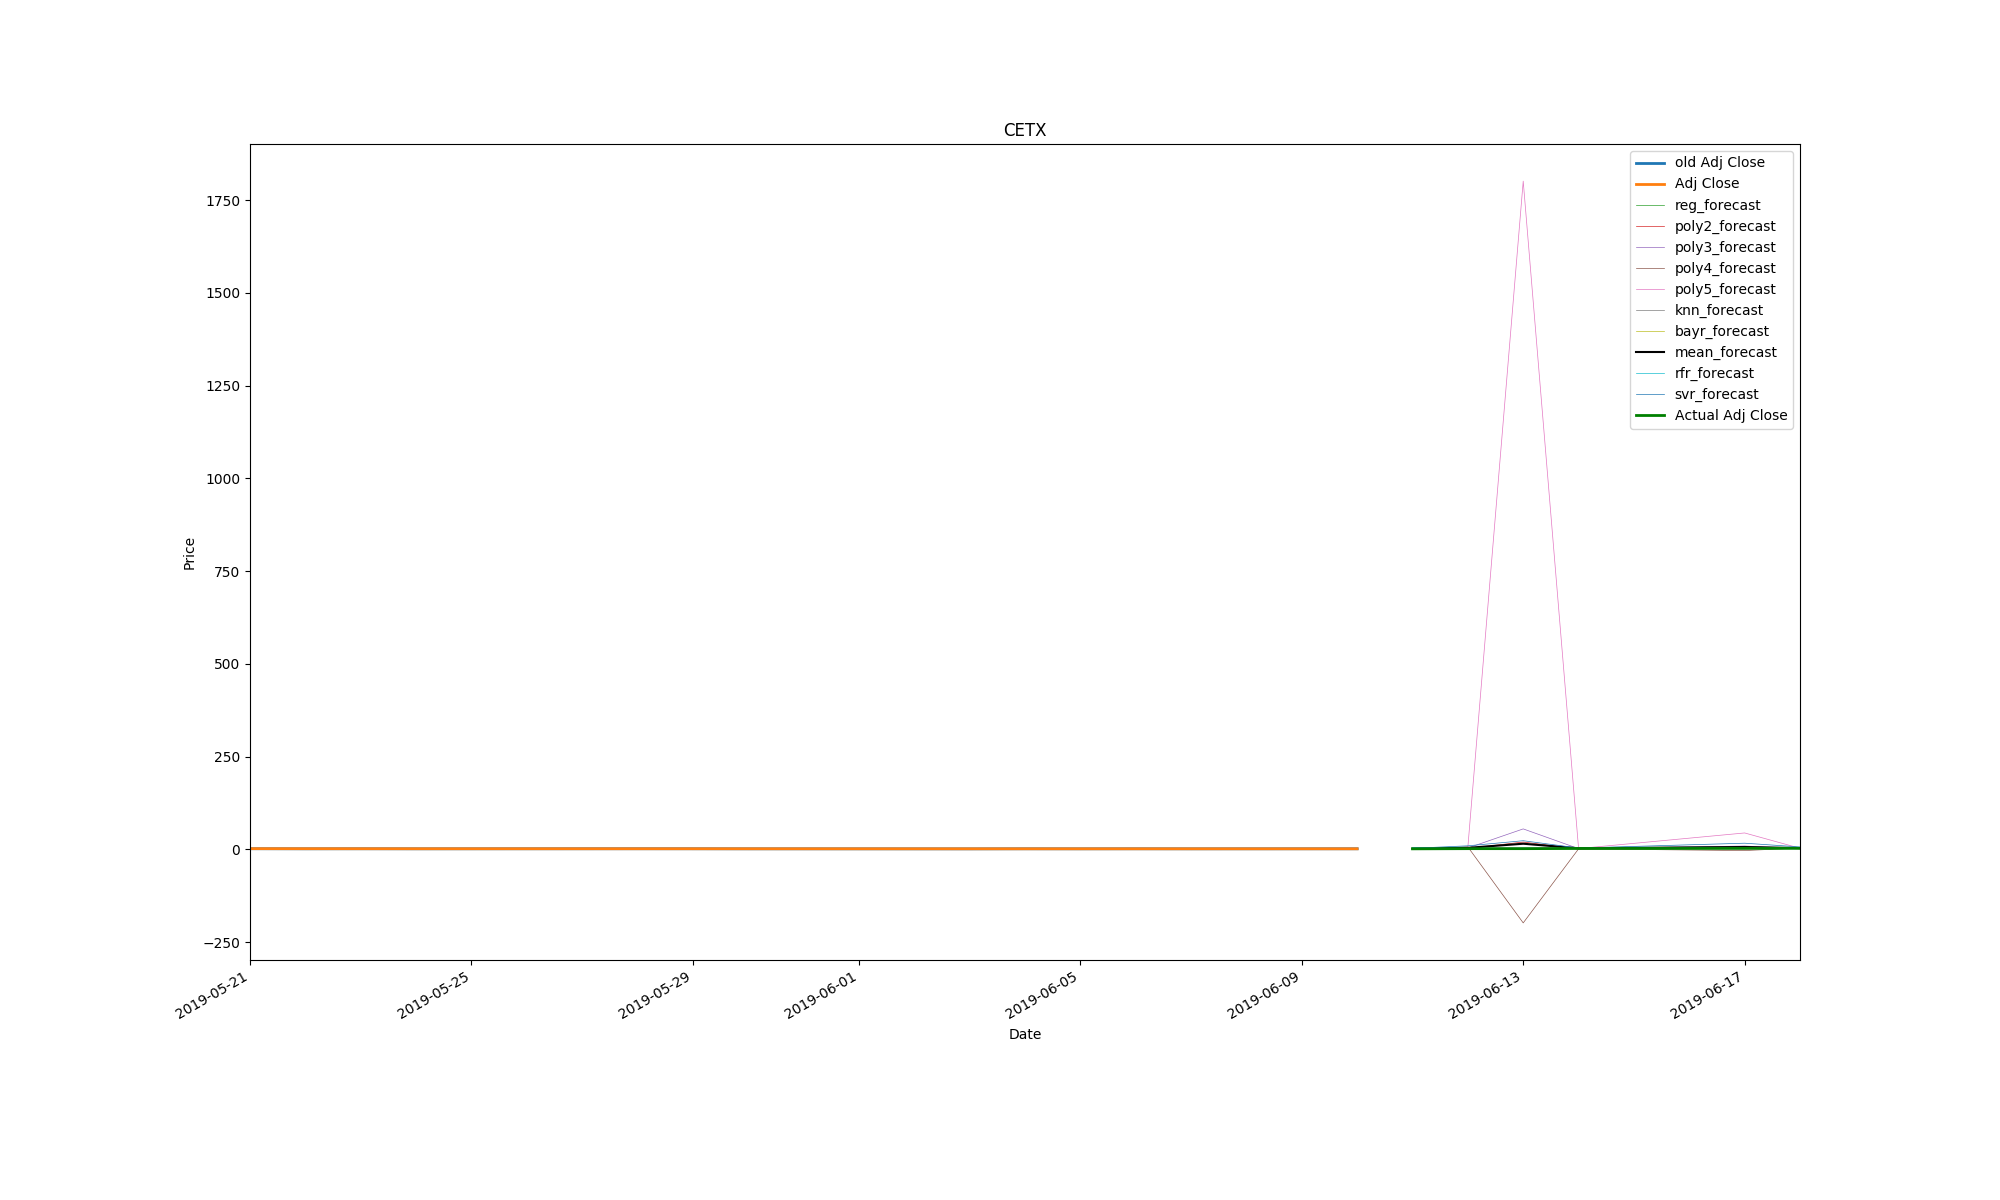 CETX
1750
1500
1250
1000
750
500
250
0
−250
Price
2019-05-21
2019-05-25
2019-05-29
2019-06-01
2019-06-05
2019-06-09
2019-06-13
2019-06-17
Date
old Adj Close
Adj Close
reg_forecast
poly2_forecast
poly3_forecast
poly4_forecast
poly5_forecast
knn_forecast
bayr_forecast
mean_forecast
rfr_forecast
svr_forecast
Actual Adj Close